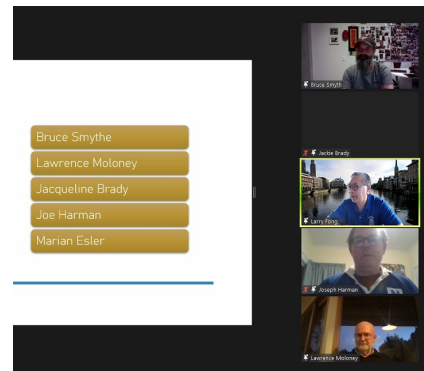 Bruce Smythe
Lawrence Moloney
Jacqueline Brady
Joe Harman
Marian Esler
Bruce Smyth
Jackie Brady
Larry Fong
Joseph Harman
Lawrence Moloney